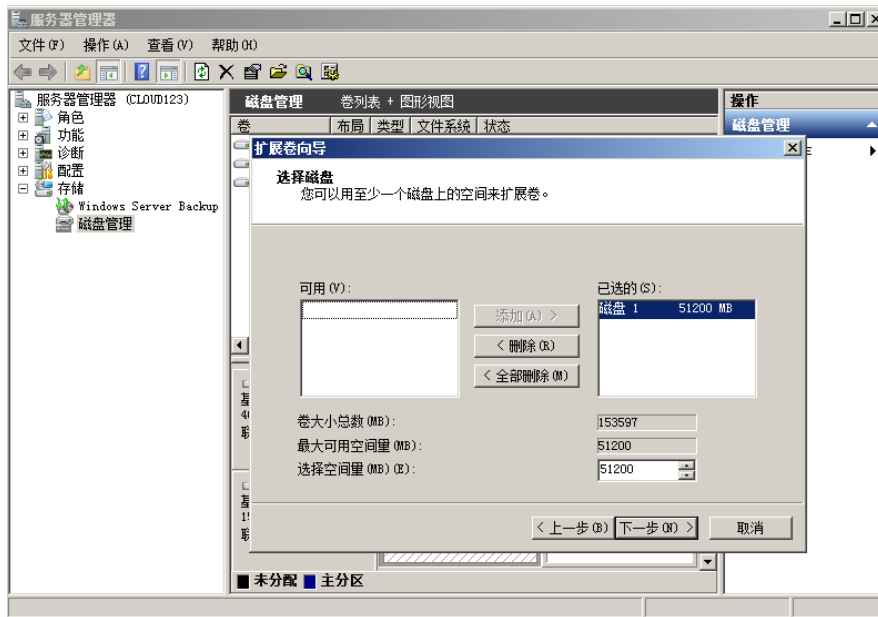 服务器管理器
文件(F) 操作(A) 查看(V) 帮助(H)
服务器管理器 (CLOUD123)
角色
功能
诊断
配置
存储
Windows Server Backup
磁盘管理
磁盘管理 卷列表 + 图形视图
卷 布局 类型 文件系统 状态
操作
磁盘管理
扩展卷向导
选择磁盘
您可以用至少一个磁盘上的空间来扩展卷。
可用(V):
已选的(S):
磁盘 1 51200 MB
添加(A) >
< 删除(R)
< 全部删除(M)
卷大小总数(MB): 153597
最大可用空间量(MB): 51200
选择空间量(MB)(E): 51200
< 上一步(B) 下一步(N) > 取消
未分配 主分区